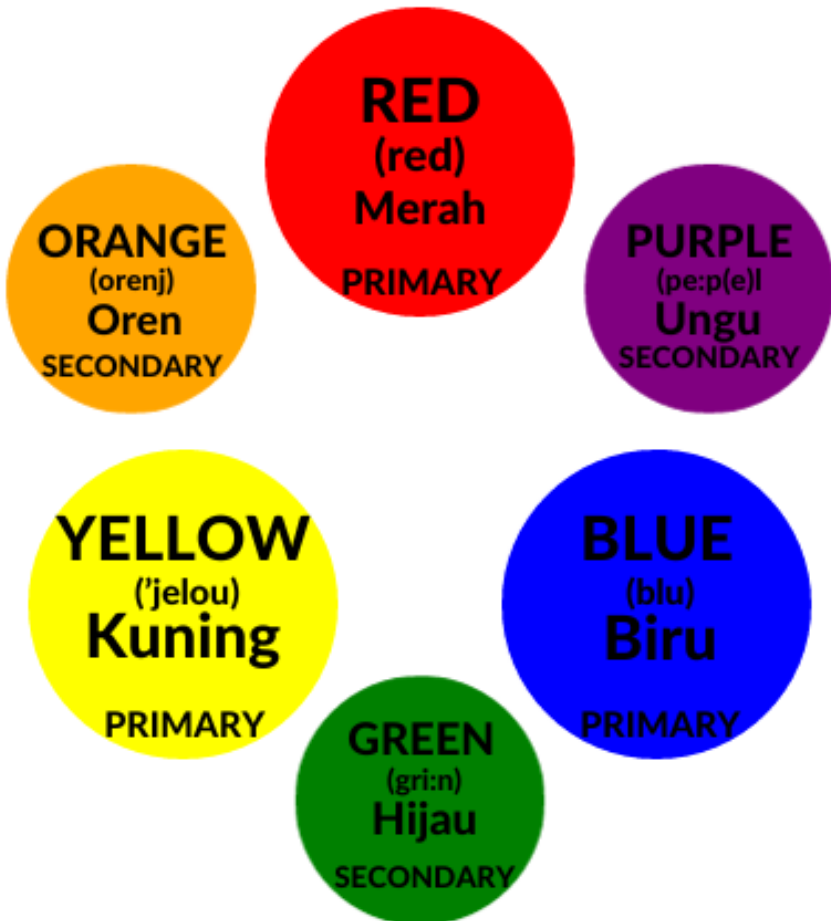 RED
(red)
Merah
PRIMARY
ORANGE
(orenj)
Oren
SECONDARY
PURPLE
(pe:p(e)l
Ungu
SECONDARY
YELLOW
(’jelou)
Kuning
PRIMARY
BLUE
(blu)
Biru
PRIMARY
GREEN
(gri:n)
Hijau
SECONDARY